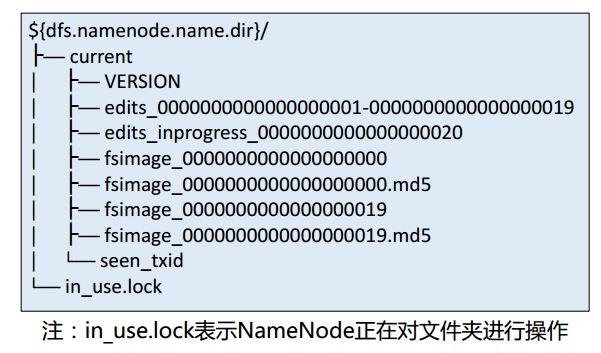 ${dfs.namenode.name.dir}/
├── current
│ ├── VERSION
│ ├── edits_0000000000000000001-0000000000000000019
│ ├── edits_inprogress_0000000000000000020
│ ├── fsimage_0000000000000000000
│ ├── fsimage_0000000000000000000.md5
│ ├── fsimage_0000000000000000019
│ ├── fsimage_0000000000000000019.md5
│ └── seen_txid
└── in_use.lock
注：in_use.lock表示NameNode正在对文件夹进行操作